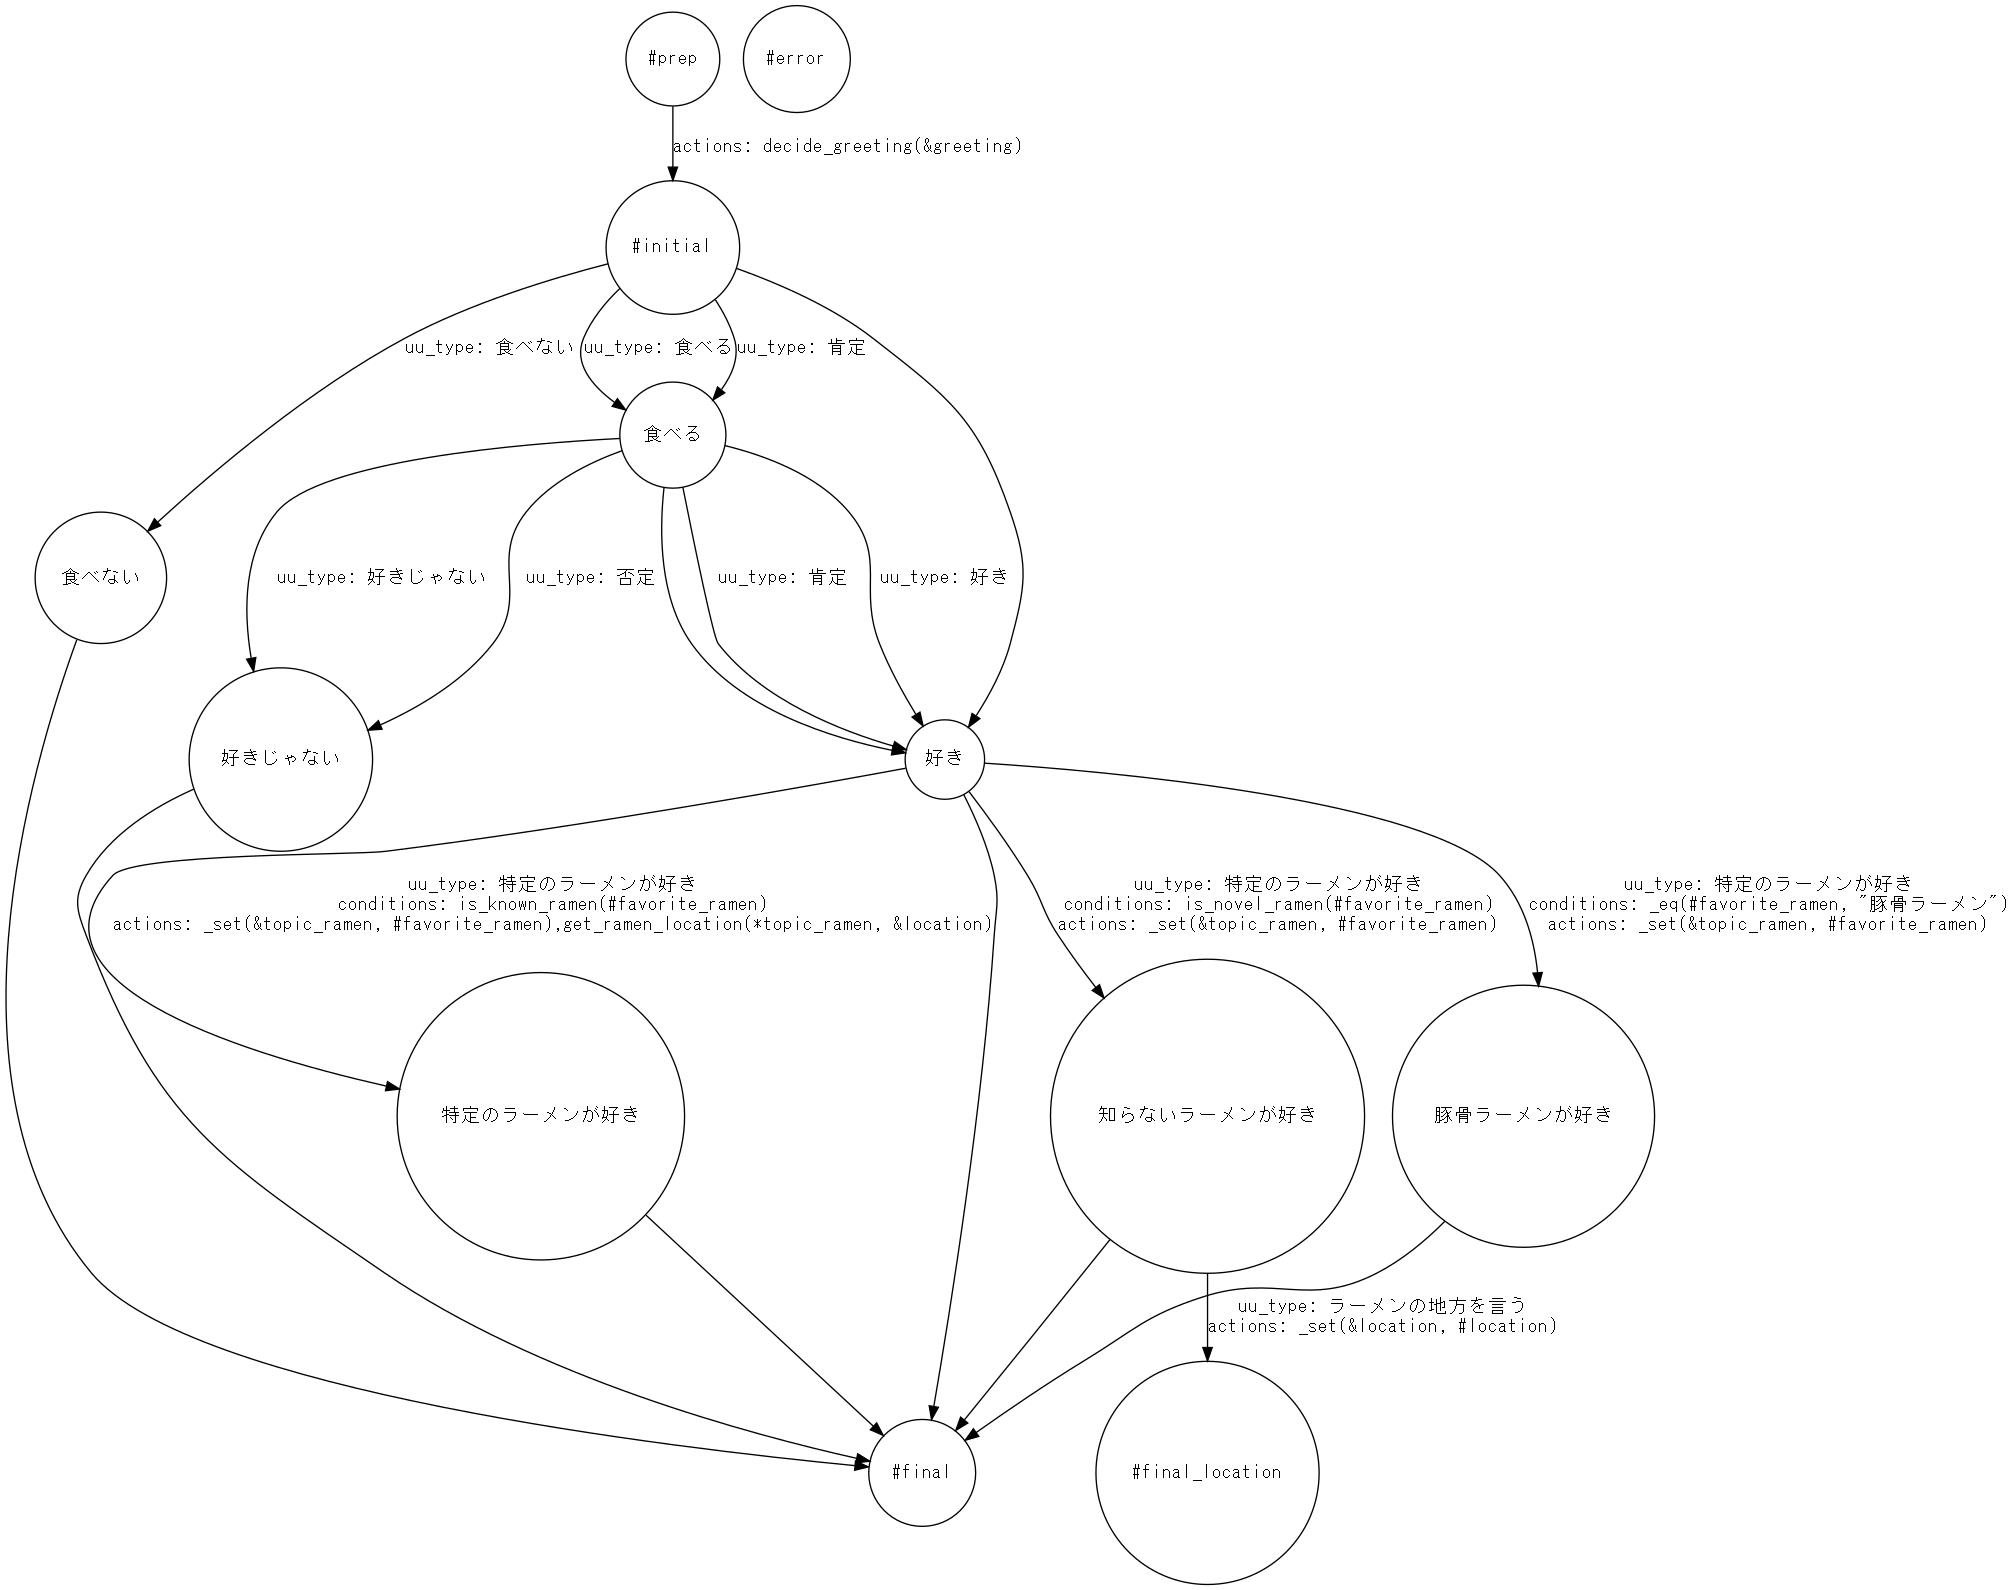 #prep
#error
actions: decide_greeting(&greeting)
#initial
uu_type: 食べない
uu_type: 食べる
uu_type: 肯定
食べる
食べない
uu_type: 好きじゃない
uu_type: 否定
uu_type: 肯定
uu_type: 好き
好きじゃない
好き
uu_type: 特定のラーメンが好き
conditions: is_known_ramen(#favorite_ramen)
actions: _set(&topic_ramen, #favorite_ramen),get_ramen_location(*topic_ramen, &location)
uu_type: 特定のラーメンが好き
conditions: is_novel_ramen(#favorite_ramen)
actions: _set(&topic_ramen, #favorite_ramen)
uu_type: 特定のラーメンが好き
conditions: _eq(#favorite_ramen, "豚骨ラーメン")
actions: _set(&topic_ramen, #favorite_ramen)
特定のラーメンが好き
知らないラーメンが好き
豚骨ラーメンが好き
uu_type: ラーメンの地方を言う
actions: _set(&location, #location)
#final
#final_location